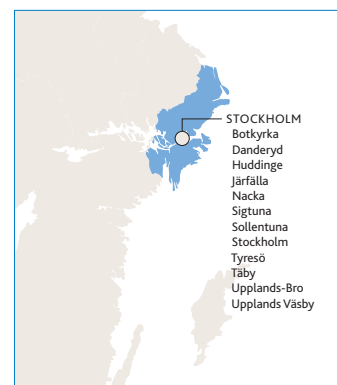 STOCKHOLM
Botkyrka
Danderyd
Huddinge
Järfälla
Nacka
Sigtuna
Sollentuna
Stockholm
Tyresö
Täby
Upplands-Bro
Upplands Väsby